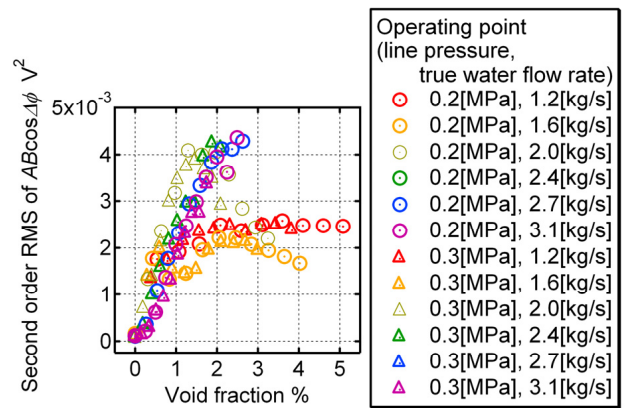 Second order RMS of ABcosΔϕ V²
5x10⁻³
4
3
2
1
0
0 1 2 3 4 5
Void fraction %
Operating point
(line pressure,
true water flow rate)
0.2[MPa], 1.2[kg/s]
0.2[MPa], 1.6[kg/s]
0.2[MPa], 2.0[kg/s]
0.2[MPa], 2.4[kg/s]
0.2[MPa], 2.7[kg/s]
0.2[MPa], 3.1[kg/s]
0.3[MPa], 1.2[kg/s]
0.3[MPa], 1.6[kg/s]
0.3[MPa], 2.0[kg/s]
0.3[MPa], 2.4[kg/s]
0.3[MPa], 2.7[kg/s]
0.3[MPa], 3.1[kg/s]